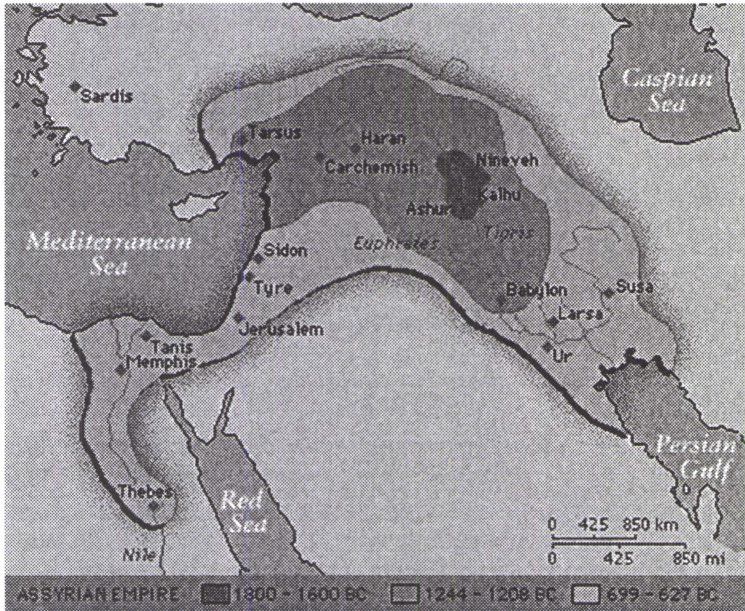 Caspian
Sea
Sardis
Tarsus
Haran
Carchemish
Nineveh
Kalhu
Ashur
Mediterranean
Sea
Euphrates
Tigris
Sidon
Tyre
Babylon
Susa
Larsa
Jerusalem
Tanis
Memphis
Ur
Persian
Gulf
Thebes
Red
Sea
Nile
0 425 850 km
0 425 850 mi
ASSYRIAN EMPIRE 1800 - 1600 BC 1244 - 1208 BC 699 - 627 BC